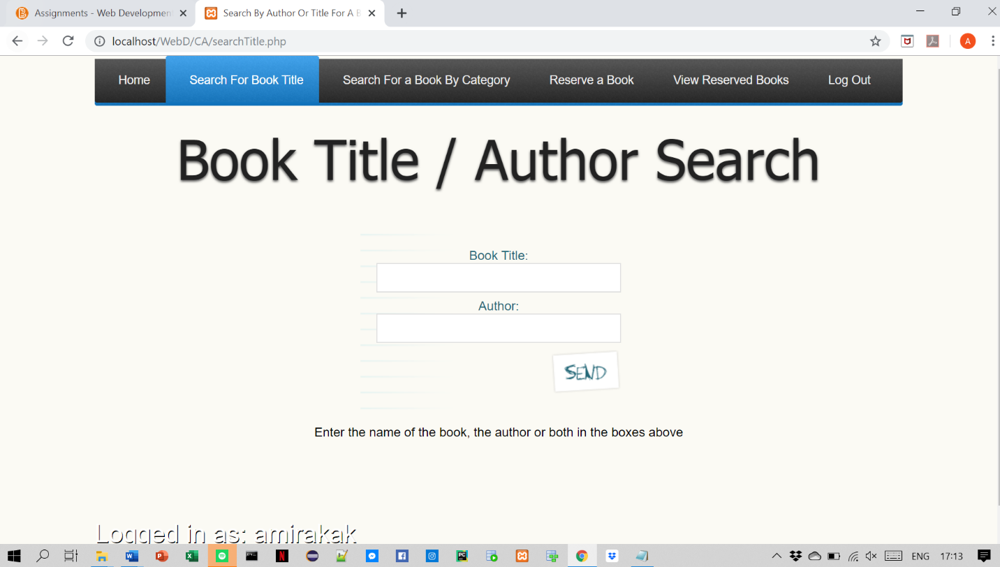 Assignments - Web Development
Search By Author Or Title For A B
localhost/WebD/CA/searchTitle.php
A
Home Search For Book Title Search For a Book By Category Reserve a Book View Reserved Books Log Out
Book Title / Author Search
Book Title:
Author:
SEND
Enter the name of the book, the author or both in the boxes above
Logged in as: amirakak
ENG 17:13